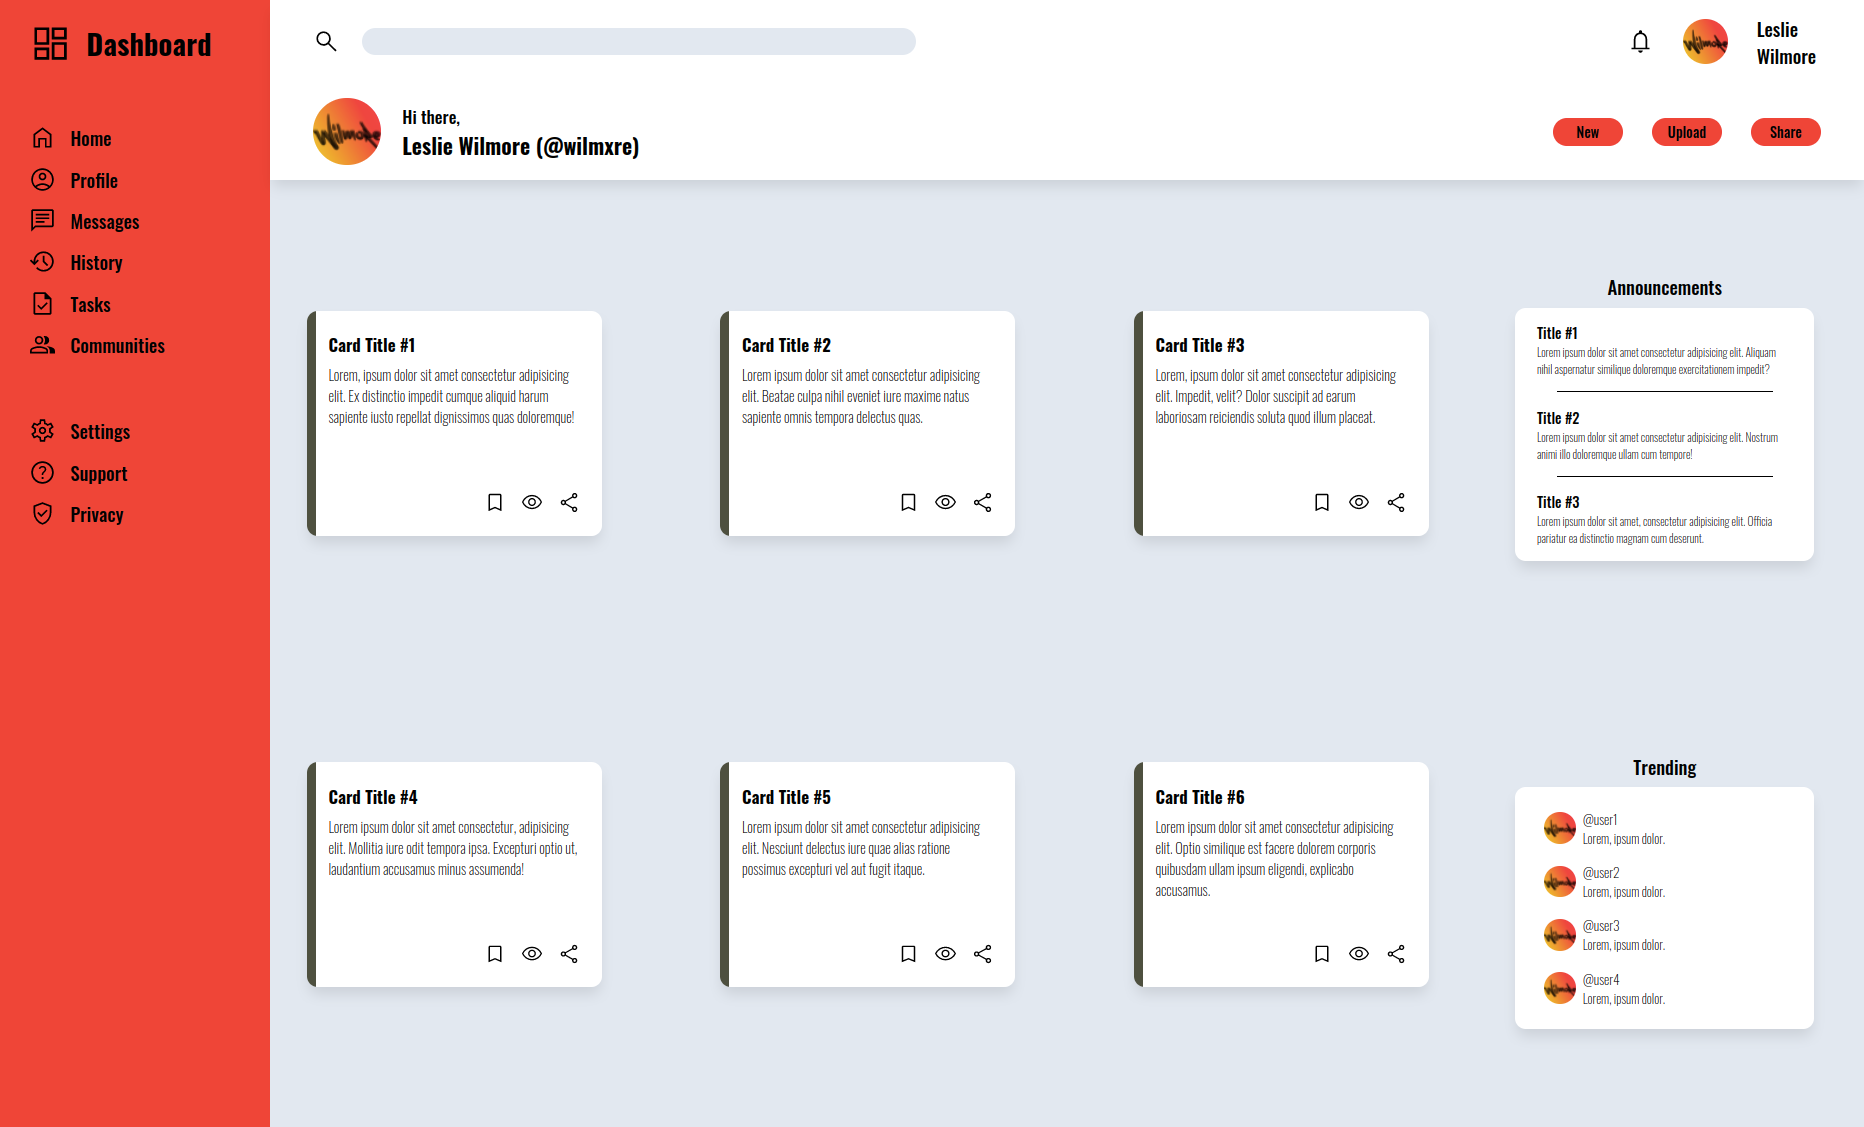 Dashboard
Home
Profile
Messages
History
Tasks
Communities
Settings
Support
Privacy
Wilmore
Leslie
Wilmore
Wilmore
Hi there,
Leslie Wilmore (@wilmxre)
New
Upload
Share
Card Title #1
Lorem, ipsum dolor sit amet consectetur adipisicing
elit. Ex distinctio impedit cumque aliquid harum
sapiente iusto repellat dignissimos quas doloremque!
Card Title #2
Lorem ipsum dolor sit amet consectetur adipisicing
elit. Beatae culpa nihil eveniet iure maxime natus
sapiente omnis tempora delectus quas.
Card Title #3
Lorem, ipsum dolor sit amet consectetur adipisicing
elit. Impedit, velit? Dolor suscipit ad earum
laboriosam reiciendis soluta quod illum placeat.
Card Title #4
Lorem ipsum dolor sit amet consectetur, adipisicing
elit. Mollitia iure odit tempora ipsa. Excepturi optio ut,
laudantium accusamus minus assumenda!
Card Title #5
Lorem ipsum dolor sit amet consectetur adipisicing
elit. Nesciunt delectus iure quae alias ratione
possimus excepturi vel aut fugit itaque.
Card Title #6
Lorem ipsum dolor sit amet consectetur adipisicing
elit. Optio similique est facere dolorem corporis
quibusdam ullam ipsum eligendi, explicabo
accusamus.
Announcements
Title #1
Lorem ipsum dolor sit amet consectetur adipisicing elit. Aliquam
nihil aspernatur similique doloremque exercitationem impedit?
Title #2
Lorem ipsum dolor sit amet consectetur adipisicing elit. Nostrum
animi illo doloremque ullam cum tempore!
Title #3
Lorem ipsum dolor sit amet, consectetur adipisicing elit. Officia
pariatur ea distinctio magnam cum deserunt.
Trending
Wilmore
@user1
Lorem, ipsum dolor.
Wilmore
@user2
Lorem, ipsum dolor.
Wilmore
@user3
Lorem, ipsum dolor.
Wilmore
@user4
Lorem, ipsum dolor.